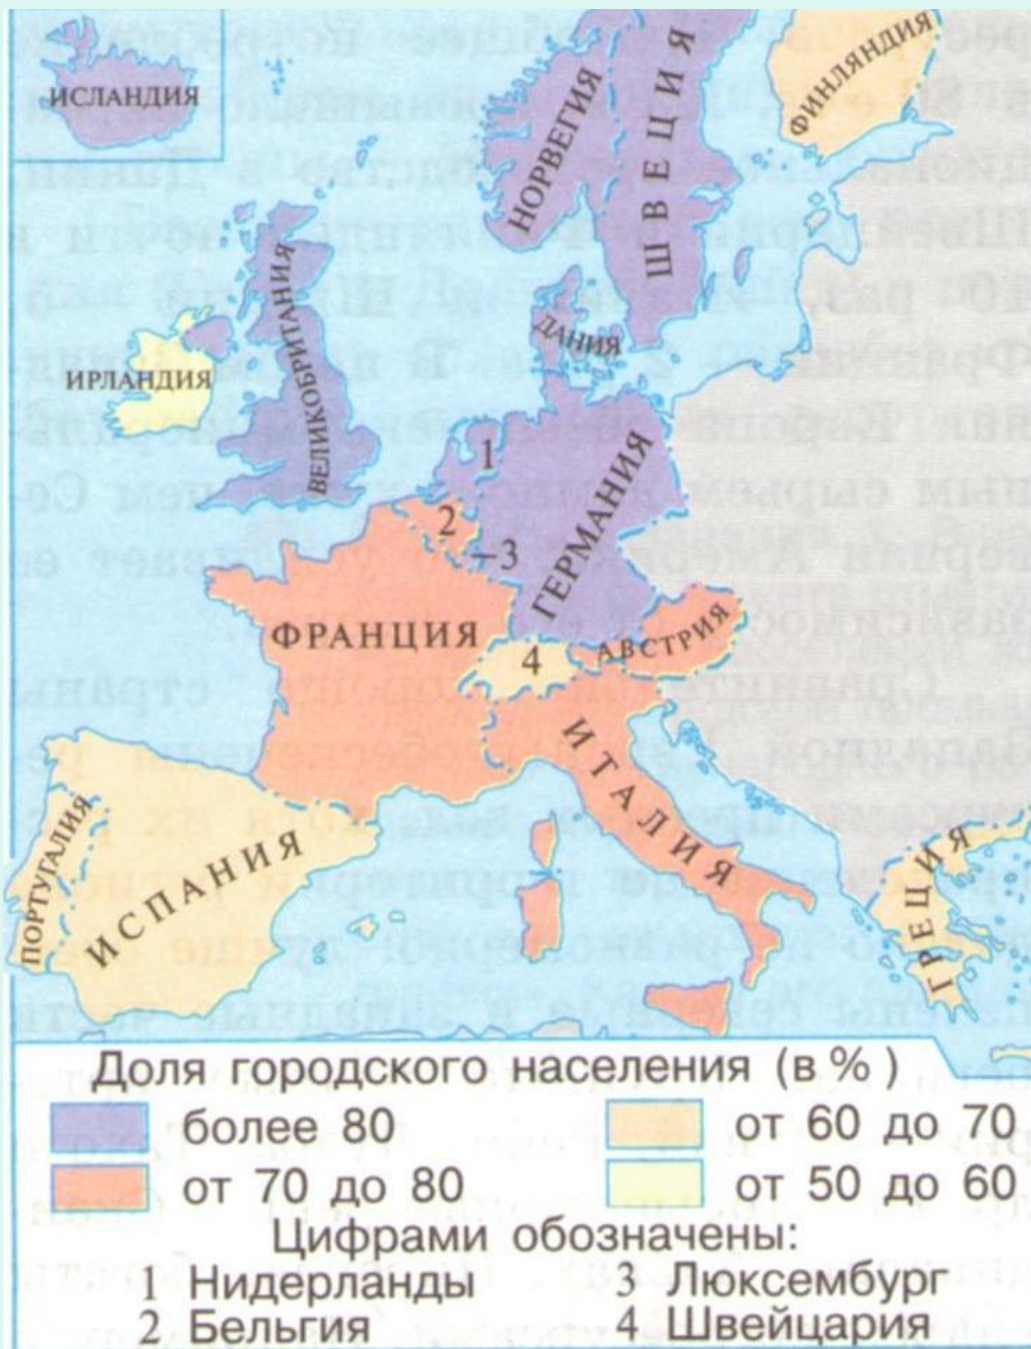 ИСЛАНДИЯ
НОРВЕГИЯ
ШВЕЦИЯ
ФИНЛЯНДИЯ
ВЕЛИКОБРИТАНИЯ
ИРЛАНДИЯ
ДАНИЯ
1
2
3
ГЕРМАНИЯ
ФРАНЦИЯ
4
АВСТРИЯ
ИТАЛИЯ
ПОРТУГАЛИЯ
ИСПАНИЯ
ГРЕЦИЯ
Доля городского населения (в %)
более 80
от 60 до 70
от 70 до 80
от 50 до 60
Цифрами обозначены:
1 Нидерланды
3 Люксембург
2 Бельгия
4 Швейцария